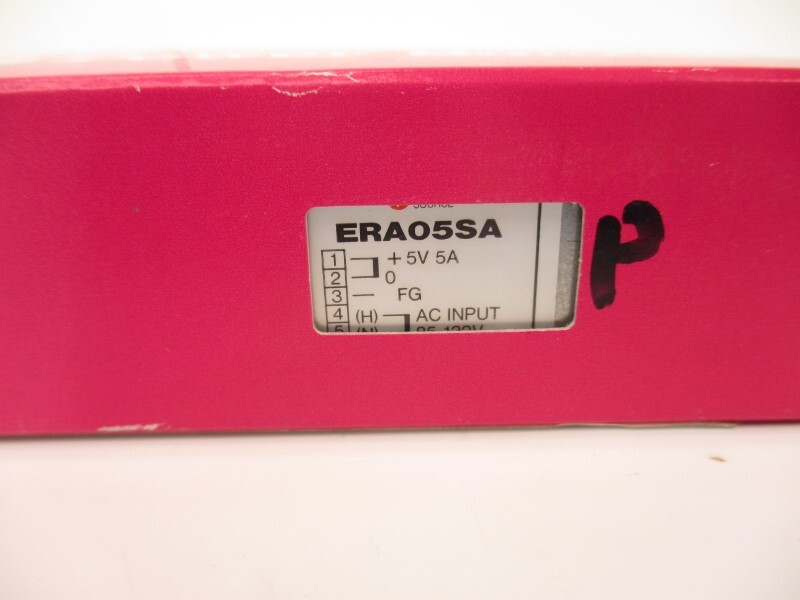 ERA05SA
1 +5V 5A
2 0
3 — FG
4 (H) AC INPUT
P